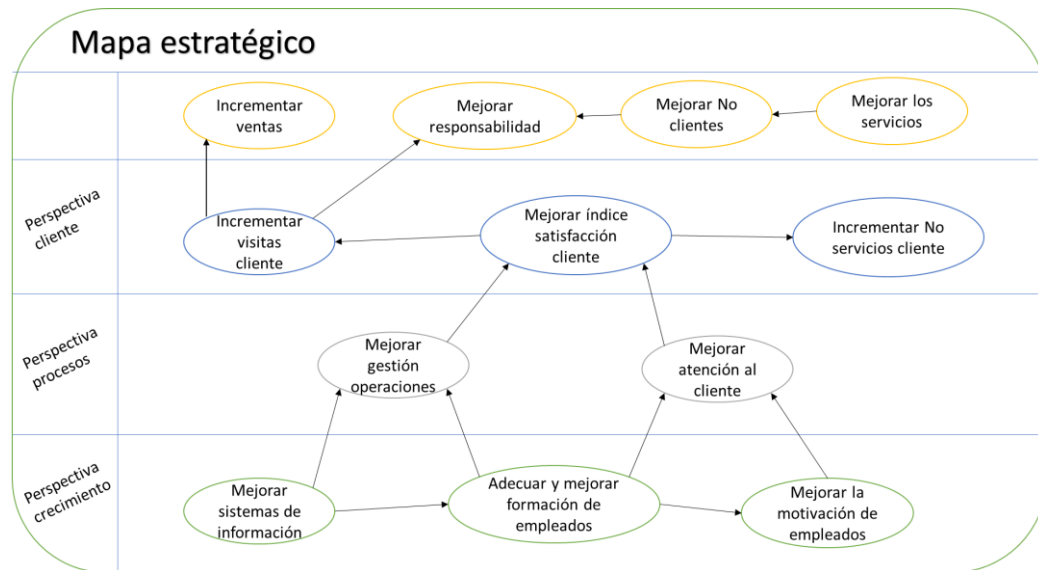 Mapa estratégico
Incrementar
ventas
Mejorar
responsabilidad
Mejorar No
clientes
Mejorar los
servicios
Perspectiva
cliente
Incrementar
visitas
cliente
Mejorar índice
satisfacción
cliente
Incrementar No
servicios cliente
Perspectiva
procesos
Mejorar
gestión
operaciones
Mejorar
atención al
cliente
Perspectiva
crecimiento
Mejorar
sistemas de
información
Adecuar y mejorar
formación de
empleados
Mejorar la
motivación de
empleados